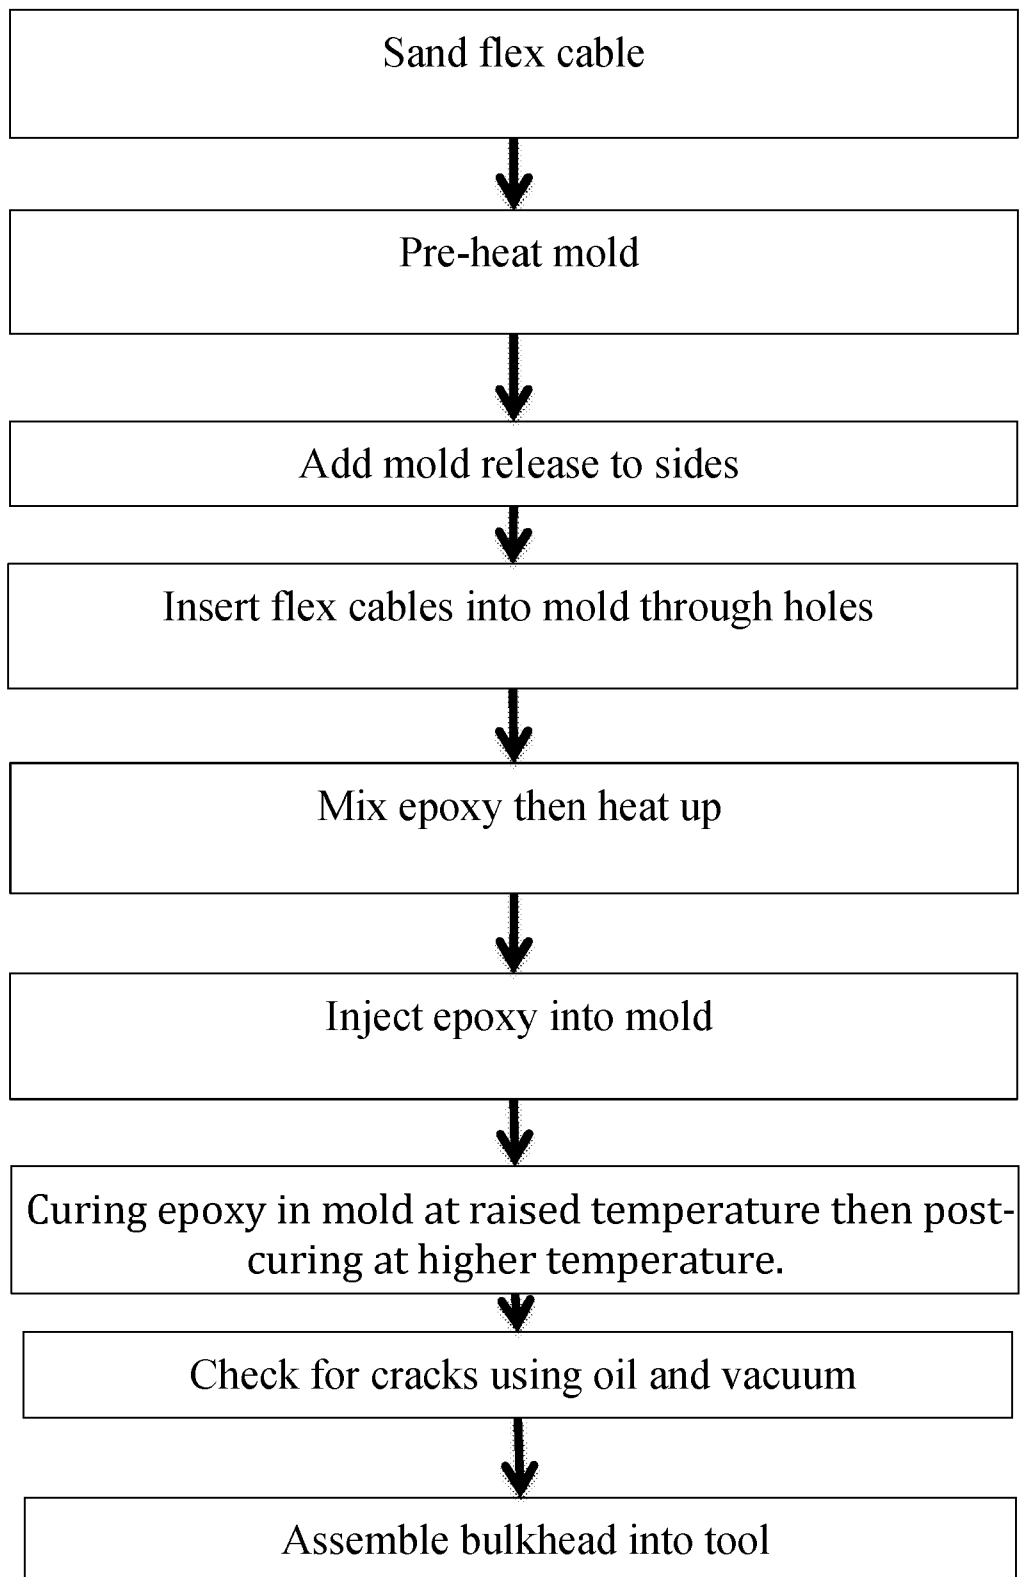 Sand flex cable
Pre-heat mold
Add mold release to sides
Insert flex cables into mold through holes
Mix epoxy then heat up
Inject epoxy into mold
Curing epoxy in mold at raised temperature then post-
curing at higher temperature.
Check for cracks using oil and vacuum
Assemble bulkhead into tool